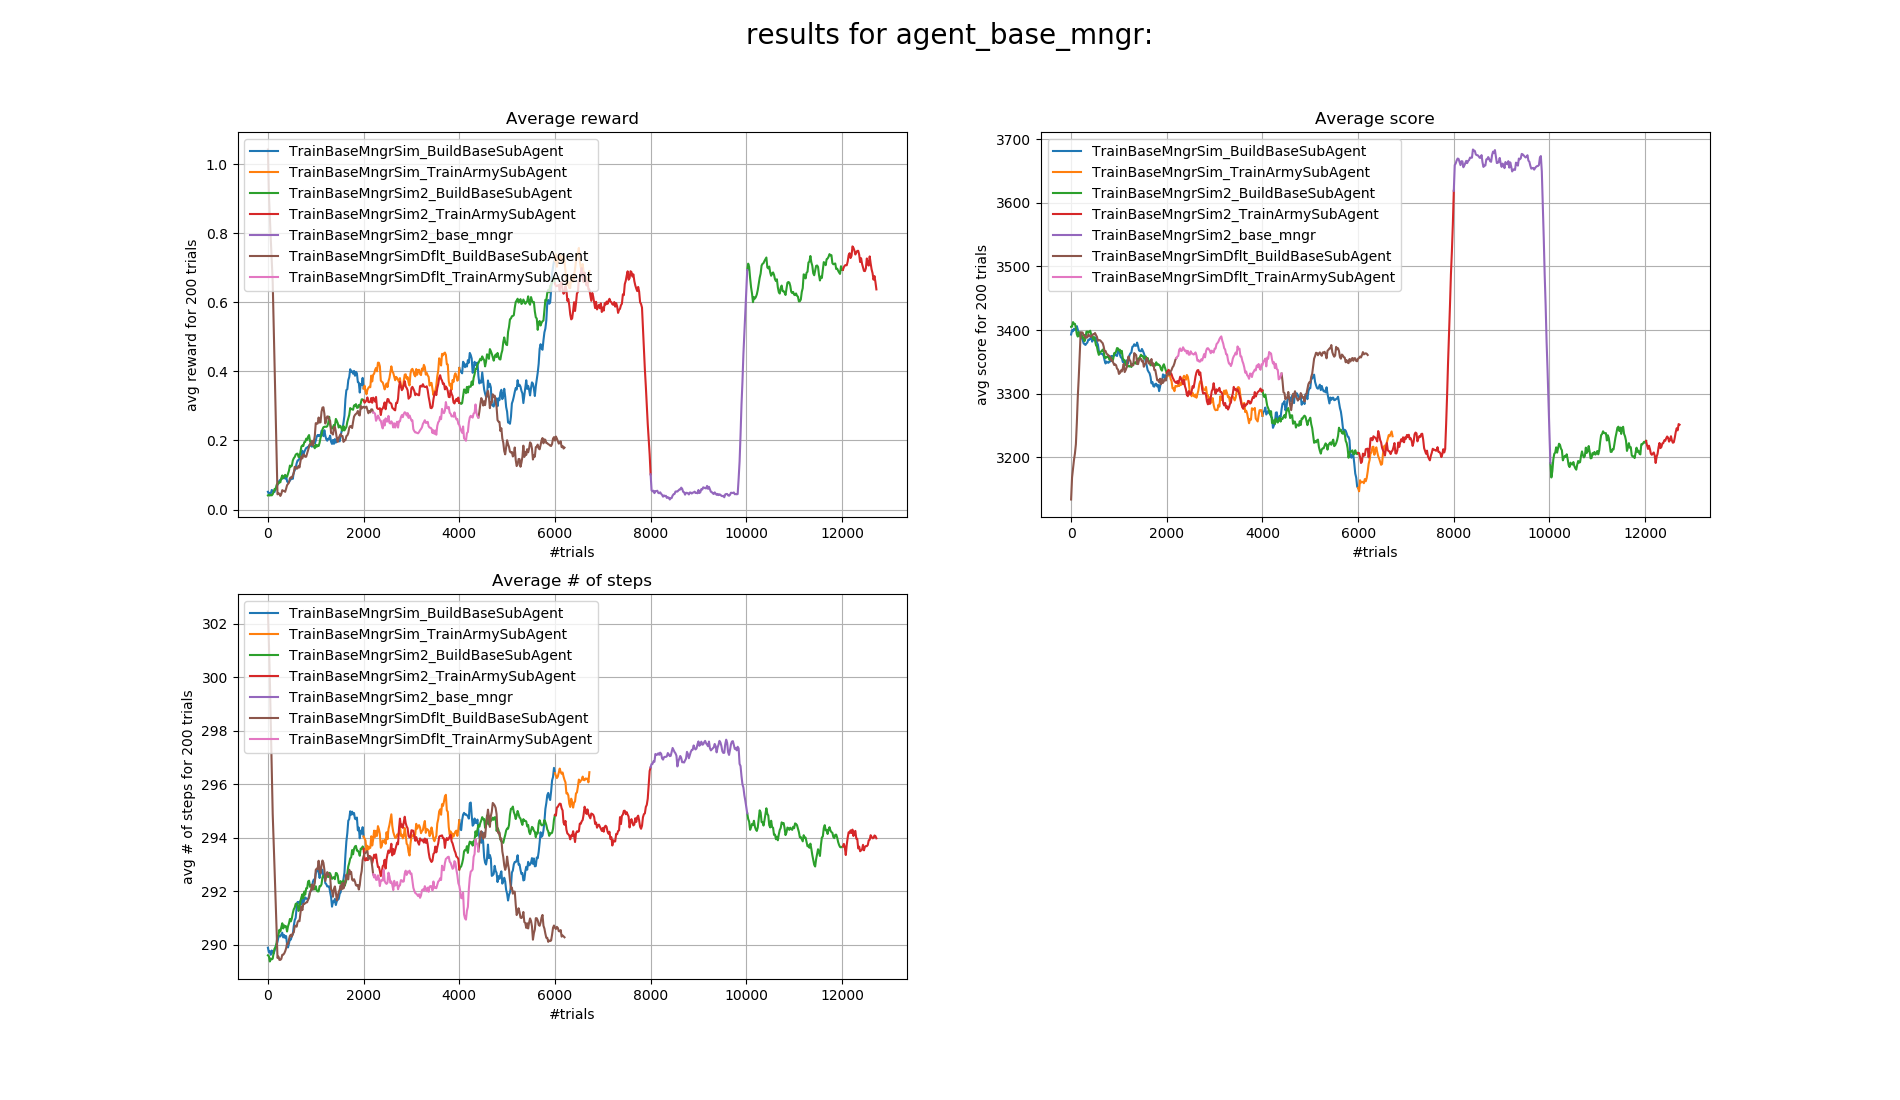 results for agent_base_mngr:
Average reward
1.0
0.8
0.6
0.4
0.2
0.0
avg reward for 200 trials
TrainBaseMngrSim_BuildBaseSubAgent
TrainBaseMngrSim_TrainArmySubAgent
TrainBaseMngrSim2_BuildBaseSubAgent
TrainBaseMngrSim2_TrainArmySubAgent
TrainBaseMngrSim2_base_mngr
TrainBaseMngrSimDflt_BuildBaseSubAgent
TrainBaseMngrSimDflt_TrainArmySubAgent
0 2000 4000 6000 8000 10000 12000
#trials
Average score
3700
3600
3500
3400
3300
3200
avg score for 200 trials
TrainBaseMngrSim_BuildBaseSubAgent
TrainBaseMngrSim_TrainArmySubAgent
TrainBaseMngrSim2_BuildBaseSubAgent
TrainBaseMngrSim2_TrainArmySubAgent
TrainBaseMngrSim2_base_mngr
TrainBaseMngrSimDflt_BuildBaseSubAgent
TrainBaseMngrSimDflt_TrainArmySubAgent
0 2000 4000 6000 8000 10000 12000
#trials
Average # of steps
302
300
298
296
294
292
290
avg # of steps for 200 trials
TrainBaseMngrSim_BuildBaseSubAgent
TrainBaseMngrSim_TrainArmySubAgent
TrainBaseMngrSim2_BuildBaseSubAgent
TrainBaseMngrSim2_TrainArmySubAgent
TrainBaseMngrSim2_base_mngr
TrainBaseMngrSimDflt_BuildBaseSubAgent
TrainBaseMngrSimDflt_TrainArmySubAgent
0 2000 4000 6000 8000 10000 12000
#trials